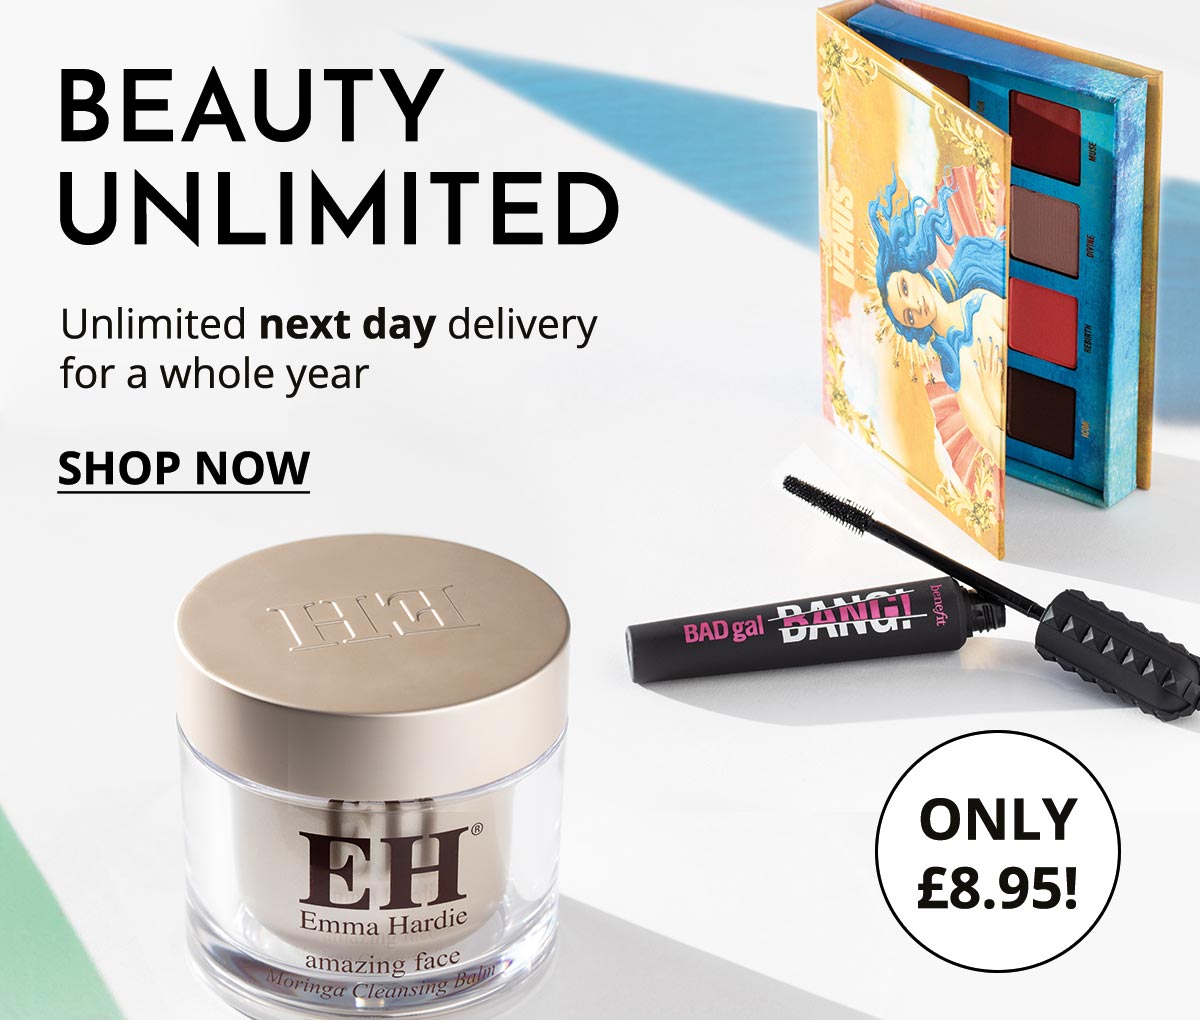 BEAUTY
UNLIMITED
Unlimited next day delivery
for a whole year
SHOP NOW
VENUS
MUSE
DIVINE
REBIRTH
ICON
BAD gal BANG!
benefit
HE
EH®
Emma Hardie
amazing face
Moringa Cleansing Balm
ONLY
£8.95!